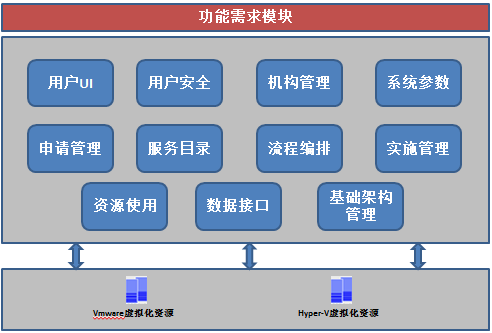 功能需求模块
用户UI
用户安全
机构管理
系统参数
申请管理
服务目录
流程编排
实施管理
资源使用
数据接口
基础架构
管理
Vmware虚拟化资源
Hyper-V虚拟化资源